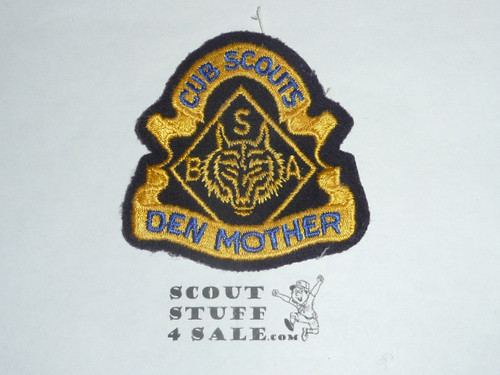 CUB SCOUTS
S
B A
DEN MOTHER
SCOUT
STUFF
4 SALE.COM